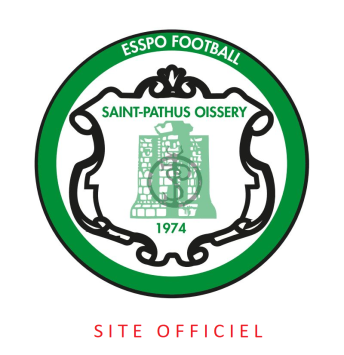 ESSPO FOOTBALL
SAINT-PATHUS OISSERY
1974
SITE OFFICIEL